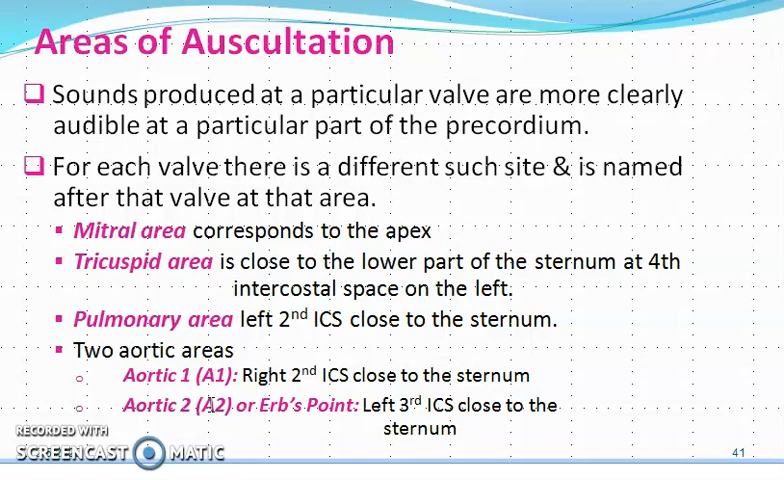 Areas of Auscultation
❑ Sounds produced at a particular valve are more clearly
audible at a particular part of the precordium.
❑ For each valve there is a different such site & is named
after that valve at that area.
▪ Mitral area corresponds to the apex
▪ Tricuspid area is close to the lower part of the sternum at 4th
intercostal space on the left.
▪ Pulmonary area left 2nd ICS close to the sternum.
▪ Two aortic areas
○ Aortic 1 (A1): Right 2nd ICS close to the sternum
○ Aortic 2 (A2) or Erb's Point: Left 3rd ICS close to the
sternum
RECORDED WITH
SCREENCAST MATIC
41